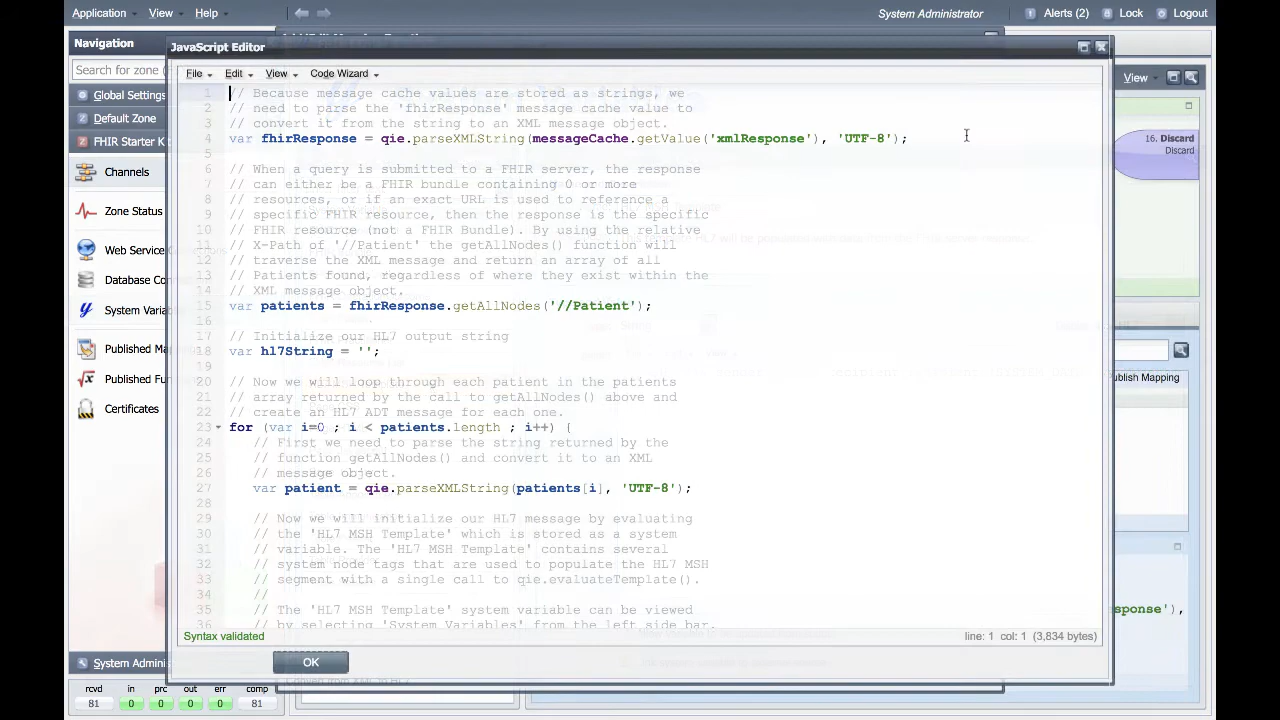 Application View Help System Administrator Alerts (2) Lock Logout
Navigation
JavaScript Editor
Search for zone (
File Edit View Code Wizard
View
Global Settings
Default Zone
FHIR Starter K
Channels
Zone Status
Web Service
Database Con
System Varia
Published Ma
Published Fu
Certificates
16. Discard
Discard
Publish Mapping
1 // Because message cache values are stored as strings, we
2 // need to parse the 'fhirResponse' message cache value to
3 // convert it from the string to an XML message object.
4 var fhirResponse = qie.parseXMLString(messageCache.getValue('xmlResponse'), 'UTF-8');
5
6 // When a query is submitted to a FHIR server, the response
7 // can either be a FHIR bundle containing 0 or more
8 // resources, or if an exact URL is used to reference a
9 // specific FHIR resource, then the response is the specific
10 // FHIR resource (not a FHIR Bundle). By using the relative
11 // X-Path of '//Patient' the getAllNodes() function will
12 // traverse the XML message and return an array of all
13 // Patients found, regardless of where they exist within the
14 // XML message object.
15 var patients = fhirResponse.getAllNodes('//Patient');
16
17 // Initialize our HL7 output string
18 var hl7String = '';
19
20 // Now we will loop through each patient in the patients
21 // array returned by the call to getAllNodes() above and
22 // create an HL7 ADT message for each one.
23 for (var i=0 ; i < patients.length ; i++) {
24 // First we need to parse the string returned by the
25 // function getAllNodes() and convert it to an XML
26 // message object.
27 var patient = qie.parseXMLString(patients[i], 'UTF-8');
28
29 // Now we will initialize our HL7 message by evaluating
30 // the 'HL7 MSH Template' which is stored as a system
31 // variable. The 'HL7 MSH Template' contains several
32 // system node tags that are used to populate the HL7 MSH
33 // segment with a single call to qie.evaluateTemplate().
34 //
35 // The 'HL7 MSH Template' system variable can be viewed
36 // by selecting 'System Variables' from the left side bar.
sponse'),
Syntax validated line: 1 col: 1 (3,834 bytes)
System Admini
OK
Convert from XML to HL7
rcvd in prc out err comp
81 0 0 0 0 81